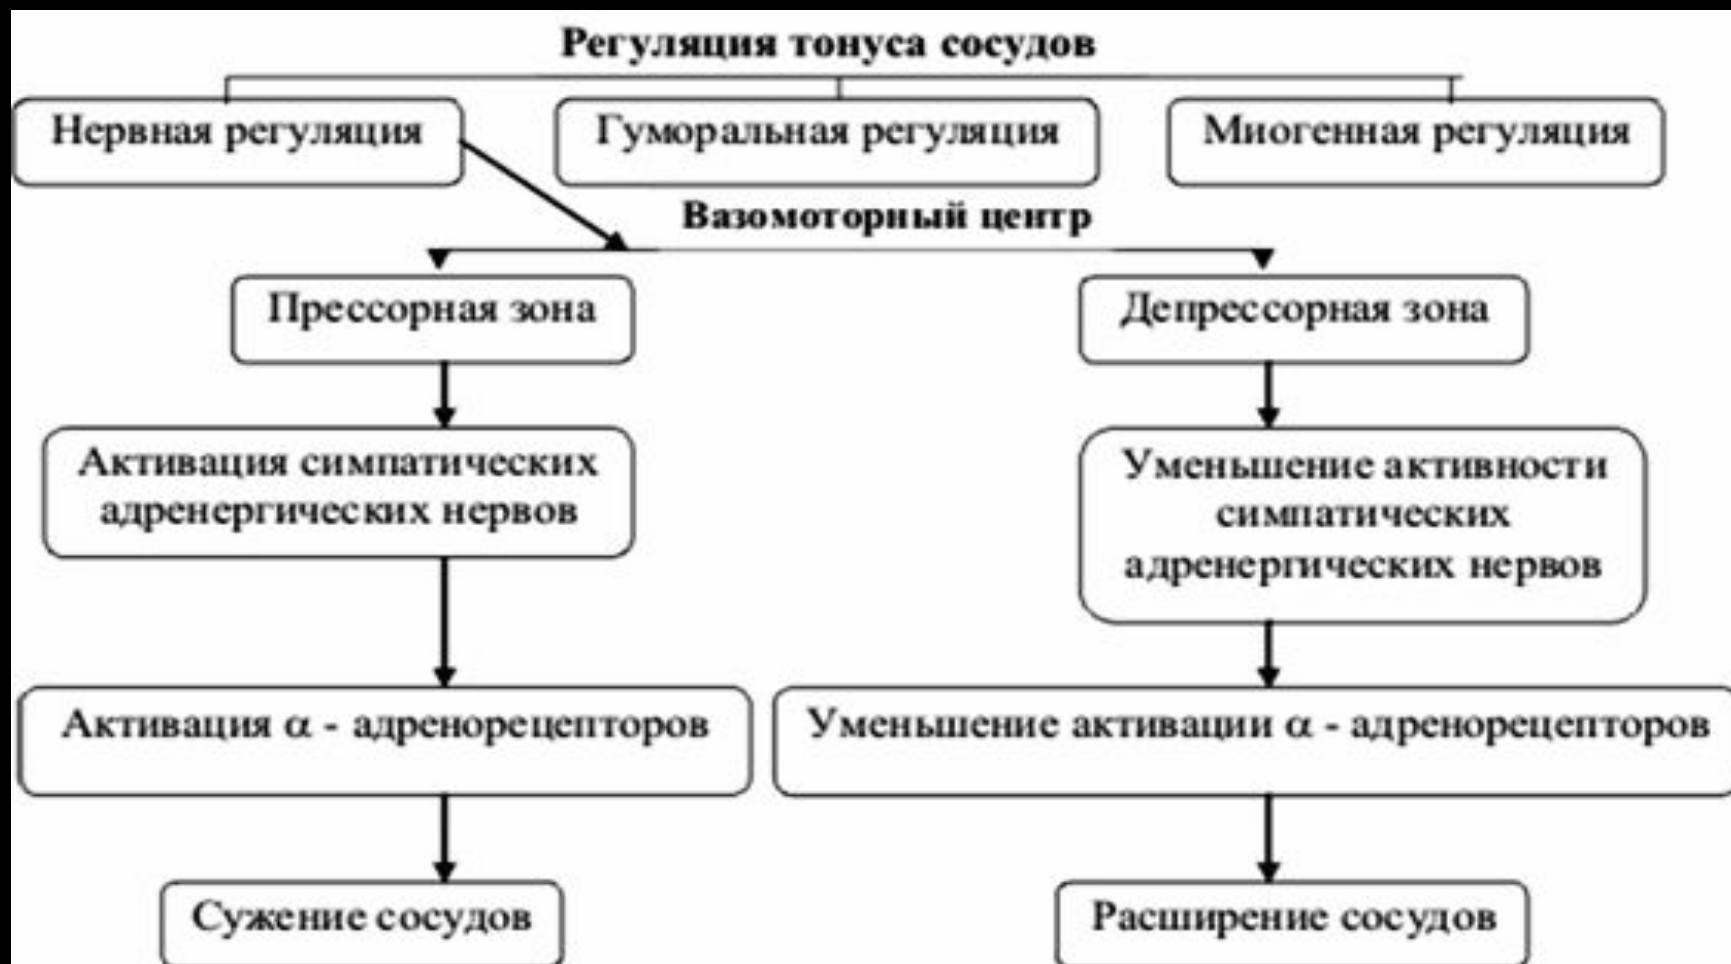 Регуляция тонуса сосудов
Нервная регуляция
Гуморальная регуляция
Миогенная регуляция
Вазомоторный центр
Прессорная зона
Депрессорная зона
Активация симпатических
адренергических нервов
Уменьшение активности
симпатических
адренергических нервов
Активация α - адренорецепторов
Уменьшение активации α - адренорецепторов
Сужение сосудов
Расширение сосудов